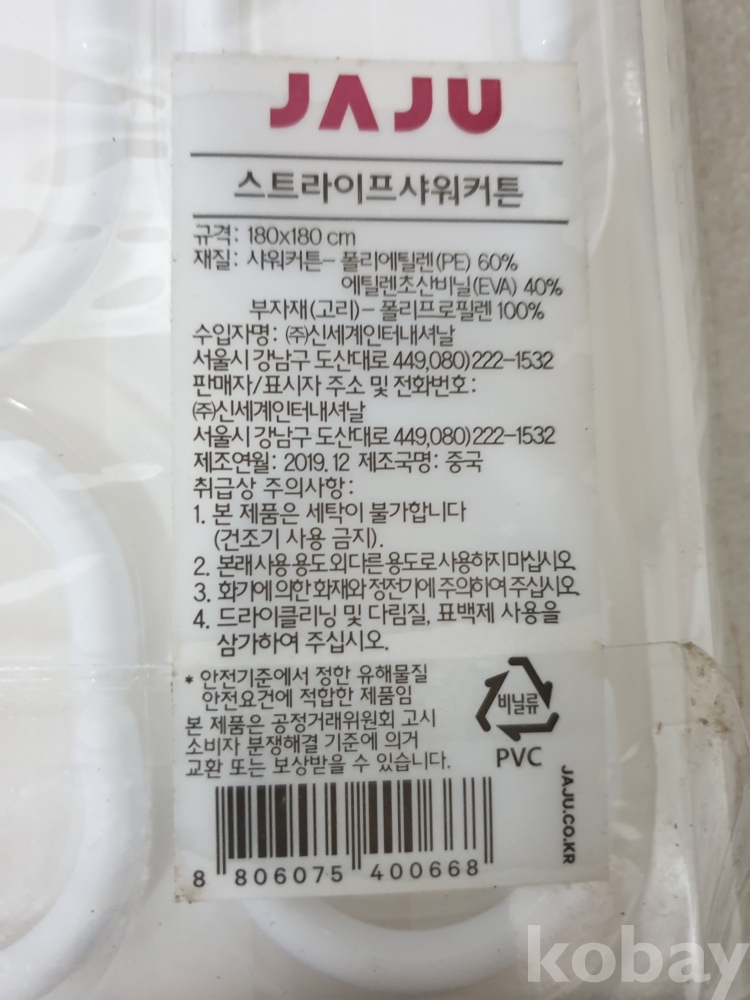 JAJU
스트라이프샤워커튼
규격: 180x180 cm
재질: 샤워커튼- 폴리에틸렌(PE) 60%
에틸렌초산비닐(EVA) 40%
부자재(고리)- 폴리프로필렌 100%
수입자명: ㈜신세계인터내셔날
서울시 강남구 도산대로 449,080)222-1532
판매자/표시자 주소 및 전화번호:
㈜신세계인터내셔날
서울시 강남구 도산대로 449,080)222-1532
제조연월: 2019.12 제조국명: 중국
취급상 주의사항:
1. 본 제품은 세탁이 불가합니다
(건조기 사용 금지).
2. 본래 사용 용도 외 다른 용도로 사용하지 마십시오
3. 화기에 의한 화재와 정전기에 주의하여 주십시오
4. 드라이클리닝 및 다림질, 표백제 사용을
삼가하여 주십시오.
* 안전기준에서 정한 유해물질
안전요건에 적합한 제품임
본 제품은 공정거래위원회 고시
소비자 분쟁해결 기준에 의거
교환 또는 보상받을 수 있습니다.
비닐류
PVC
JAJU.CO.KR
8 806075 400668
kobay